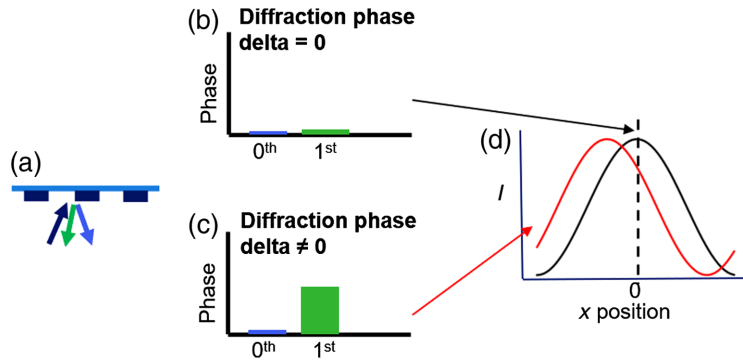 (a)
(b)
Diffraction phase
delta = 0
Phase
0th 1st
(c)
Diffraction phase
delta ≠ 0
Phase
0th 1st
(d)
I
0
x position